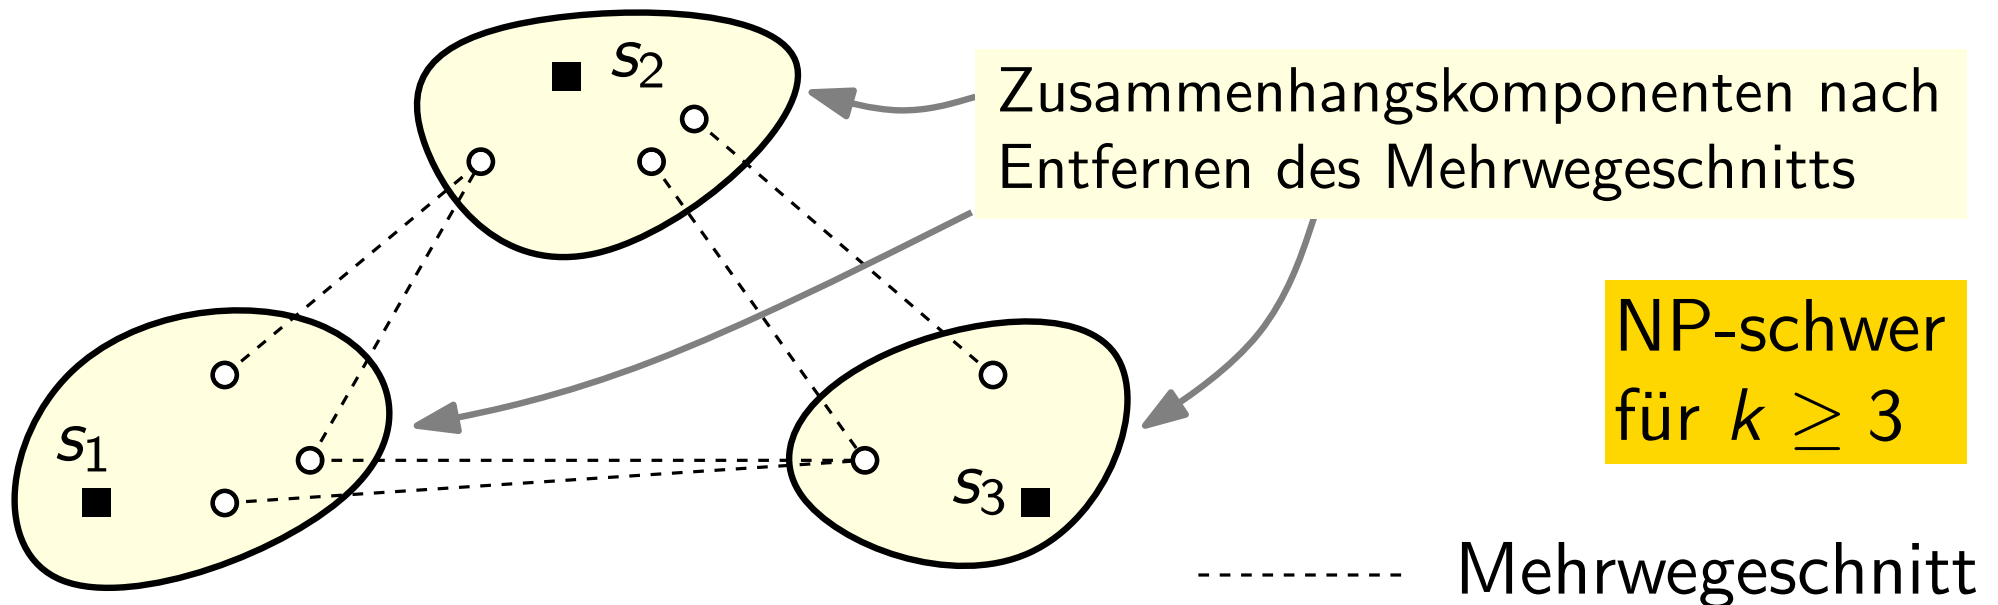 s2
Zusammenhangskomponenten nach
Entfernen des Mehrwegeschnitts
NP-schwer
für k ≥ 3
s1
s3
Mehrwegeschnitt